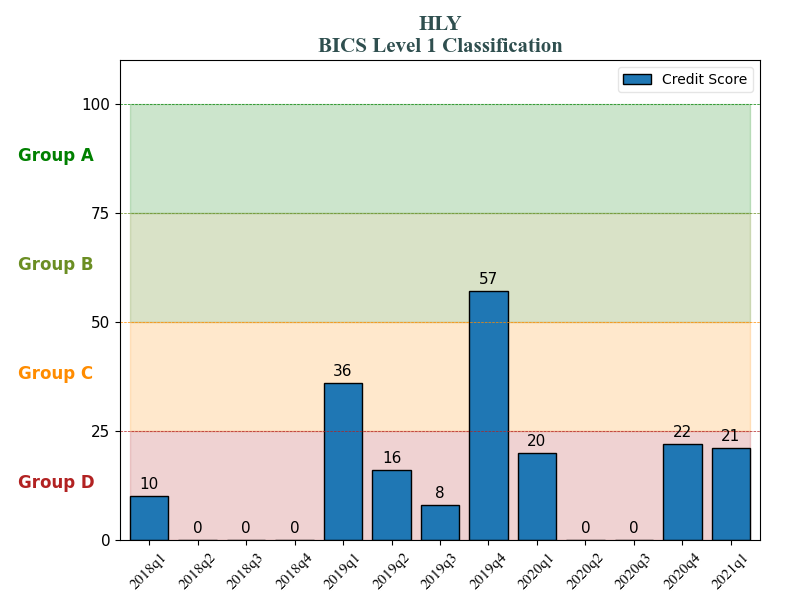 HLY
BICS Level 1 Classification
Credit Score
100
Group A
75
Group B
57
50
36
Group C
25
22
21
20
16
10
8
Group D
0 0 0 0 0
0
2018q1 2018q2 2018q3 2018q4 2019q1 2019q2 2019q3 2019q4 2020q1 2020q2 2020q3 2020q4 2021q1